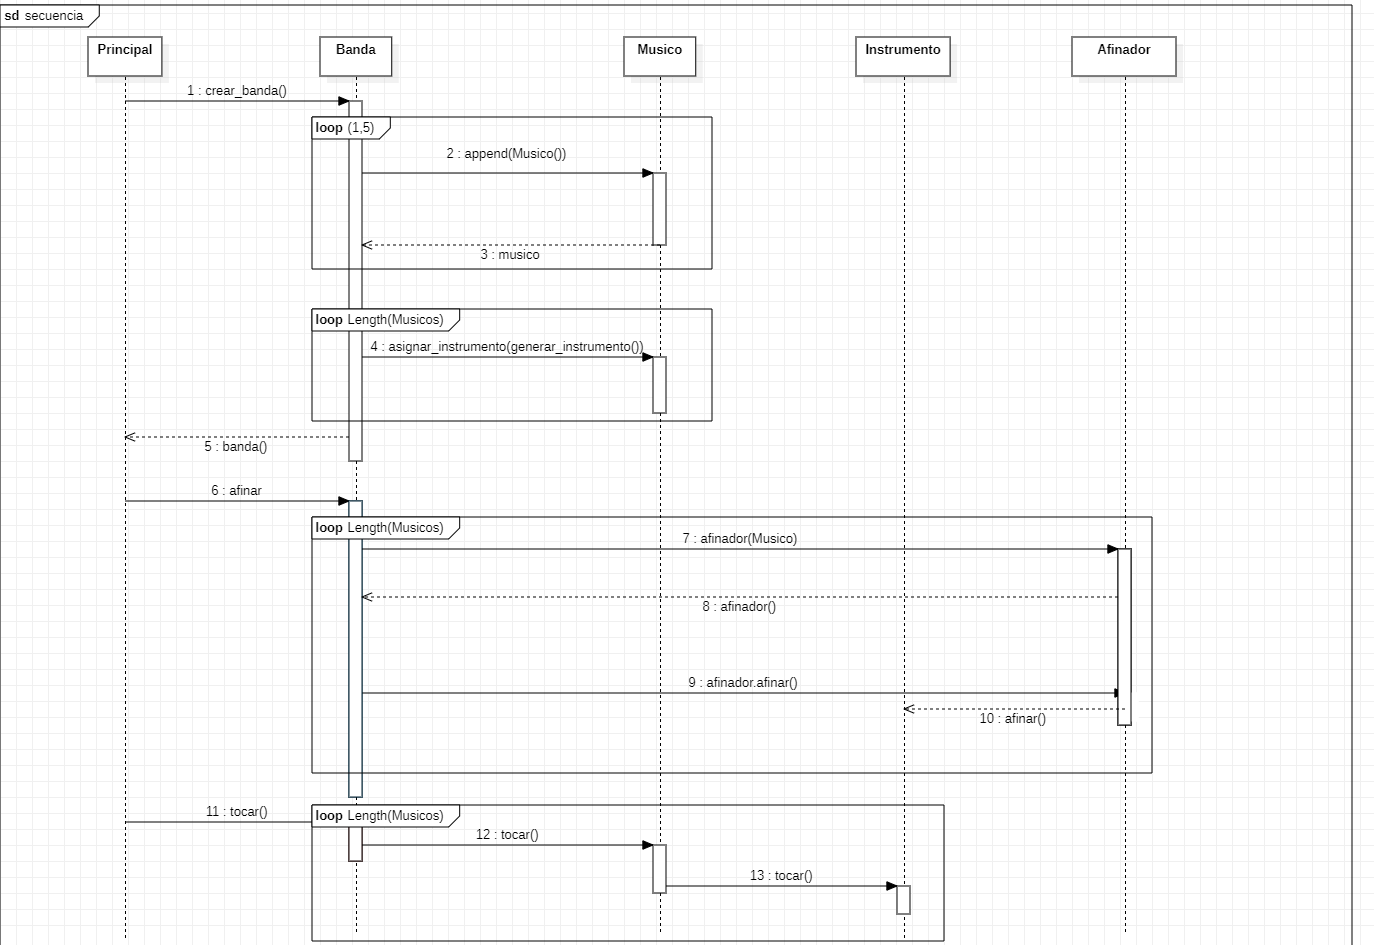 sd secuencia
Principal
Banda
Musico
Instrumento
Afinador
1 : crear_banda()
loop (1,5)
2 : append(Musico())
3 : musico
loop Length(Musicos)
4 : asignar_instrumento(generar_instrumento())
5 : banda()
6 : afinar
loop Length(Musicos)
7 : afinador(Musico)
8 : afinador()
9 : afinador.afinar()
10 : afinar()
11 : tocar()
loop Length(Musicos)
12 : tocar()
13 : tocar()